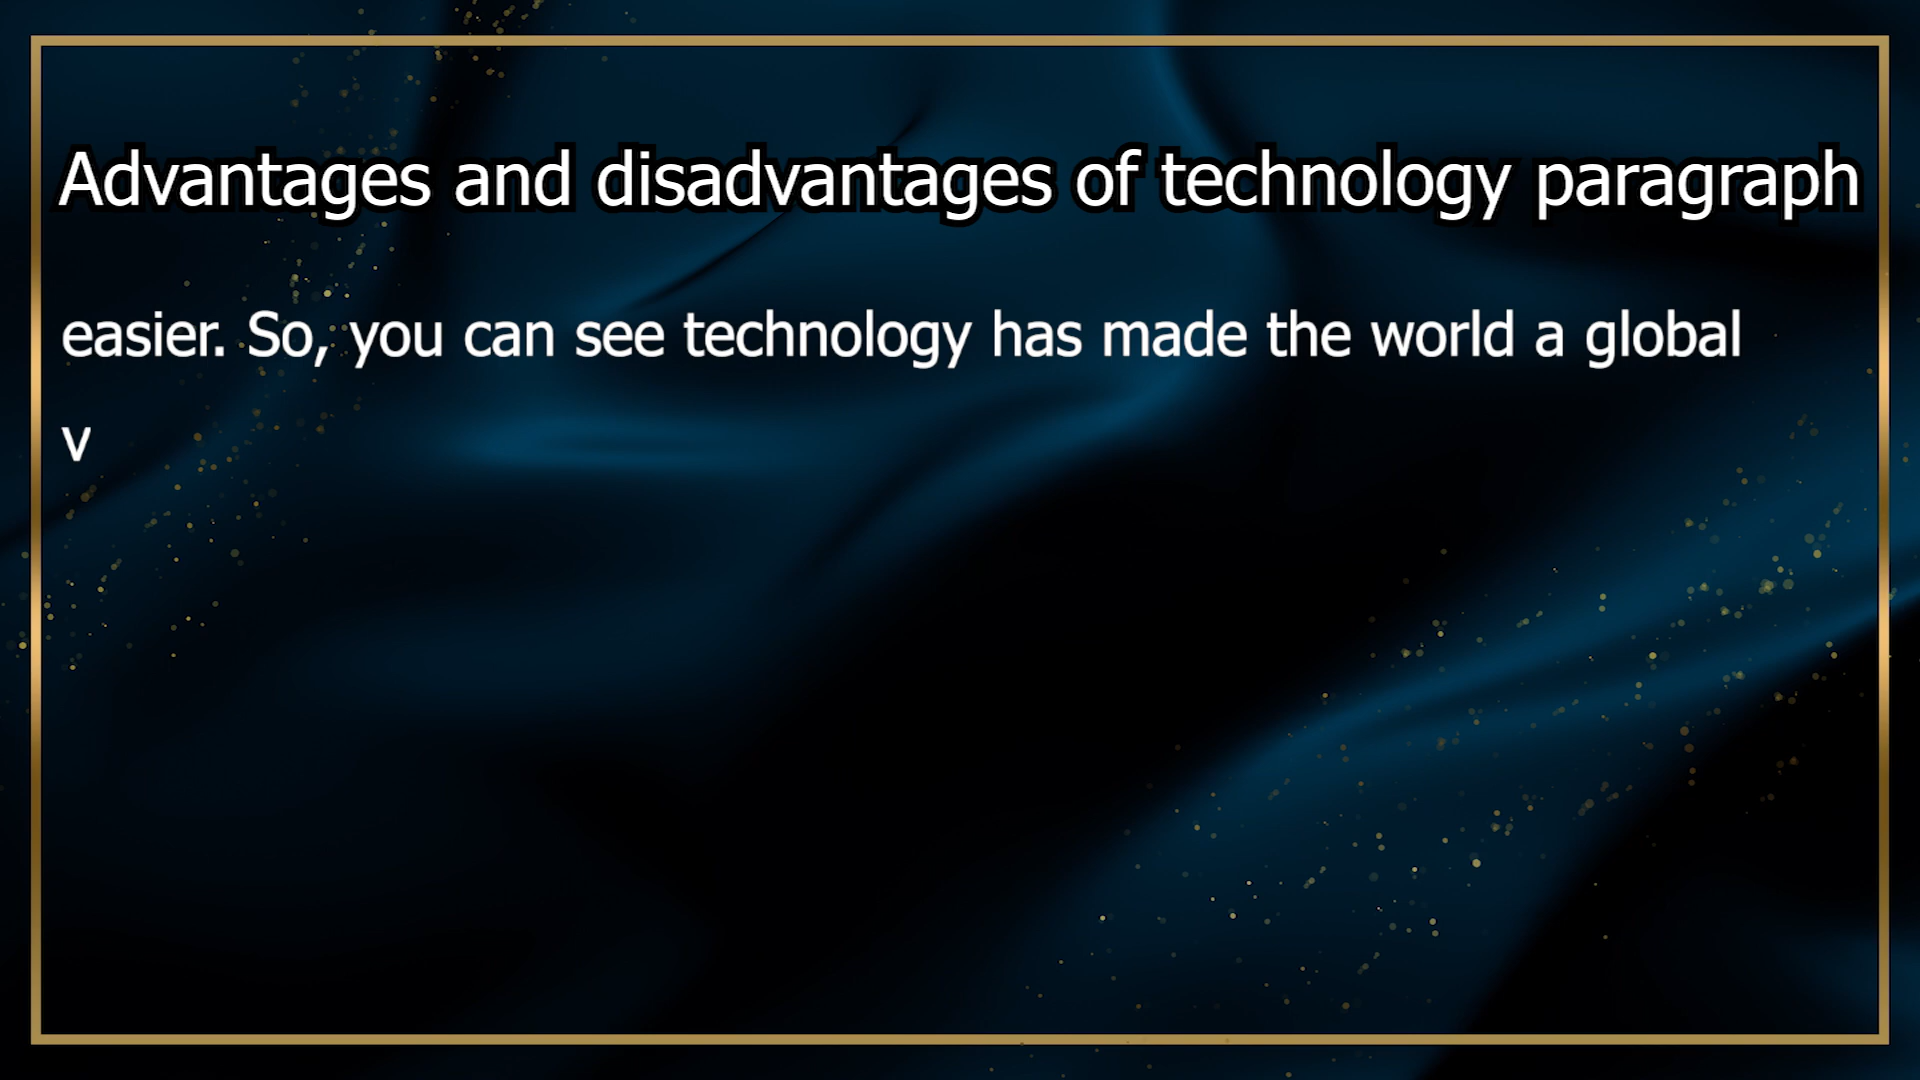 Advantages and disadvantages of technology paragraph
easier. So, you can see technology has made the world a global
v